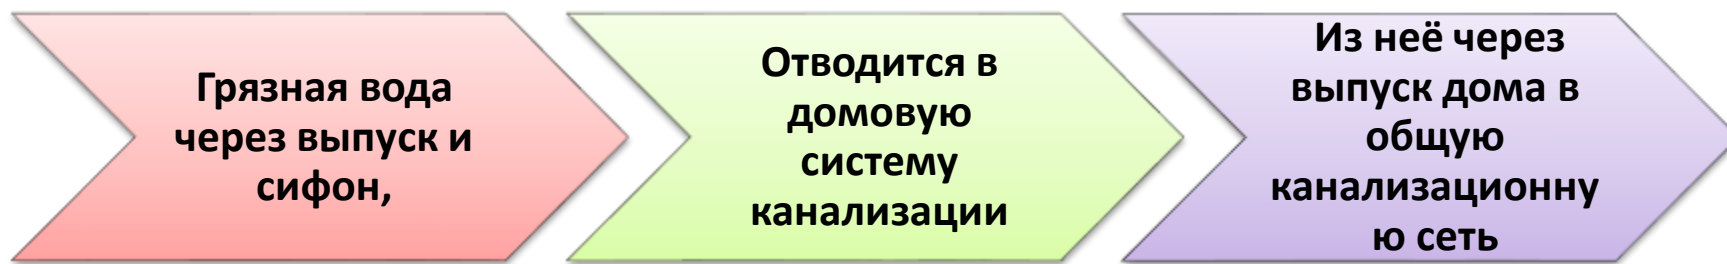 Грязная вода
через выпуск и
сифон,
Отводится в
домовую
систему
канализации
Из неё через
выпуск дома в
общую
канализационну
ю сеть